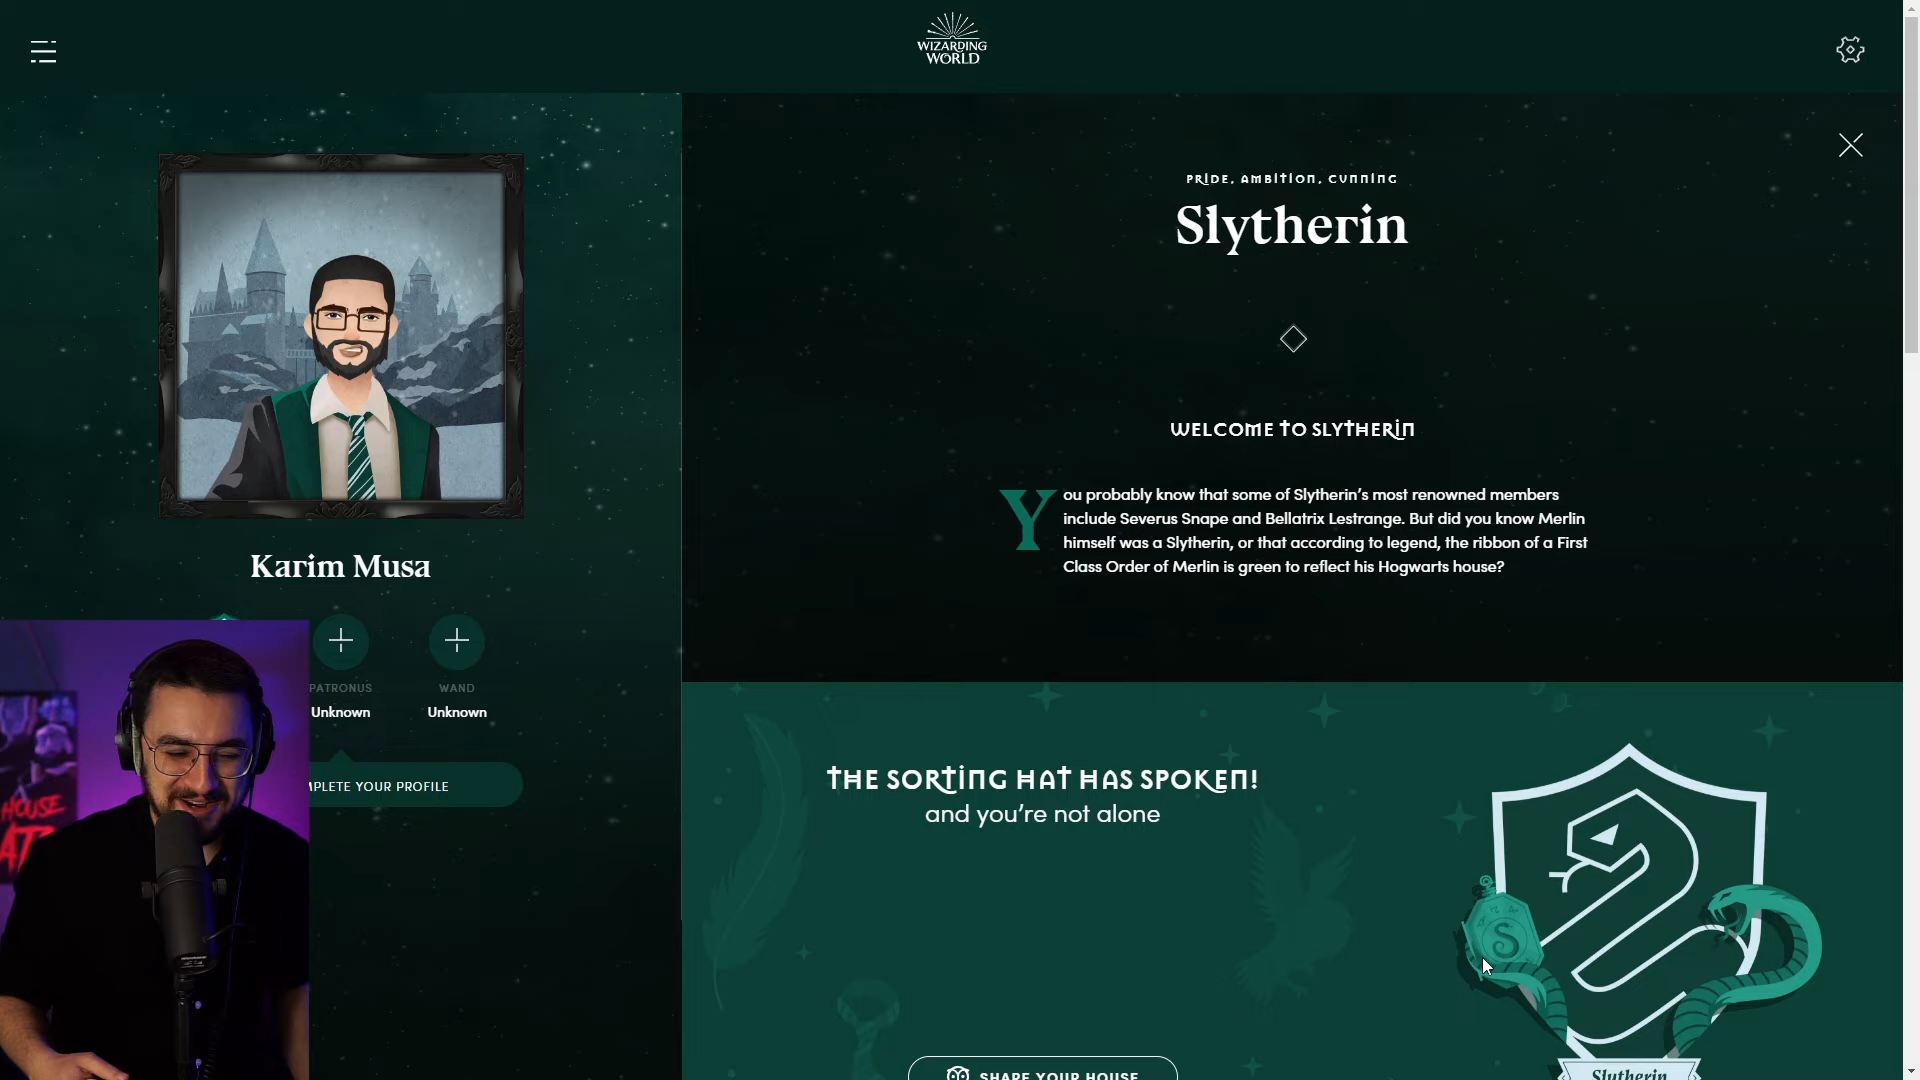 WIZARDING
WORLD
PRIDE, AMBITION, CUNNING
Slytherin
WELCOME TO SLYTHERIN
You probably know that some of Slytherin's most renowned members
include Severus Snape and Bellatrix Lestrange. But did you know Merlin
himself was a Slytherin, or that according to legend, the ribbon of a First
Class Order of Merlin is green to reflect his Hogwarts house?
Karim Musa
PATRONUS
Unknown
WAND
Unknown
MPLETE YOUR PROFILE
HOUSE
THE SORTING HAT HAS SPOKEN!
and you're not alone
S
SHARE YOUR HOUSE
Slytherin